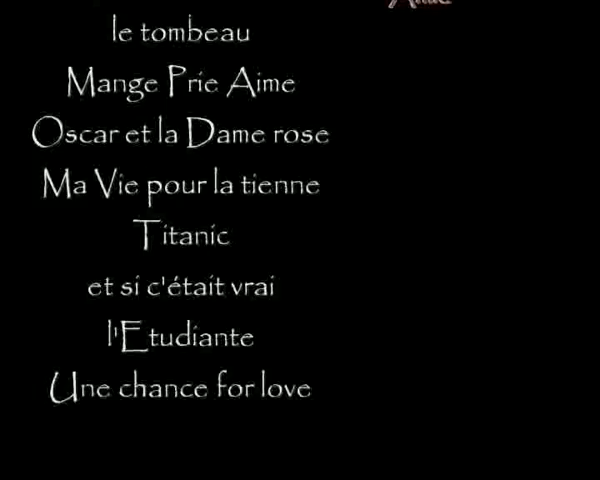 le tombeau
Mange Prie Aime
Oscar et la Dame rose
Ma Vie pour la tienne
Titanic
et si c'était vrai
l'Etudiante
Une chance for love